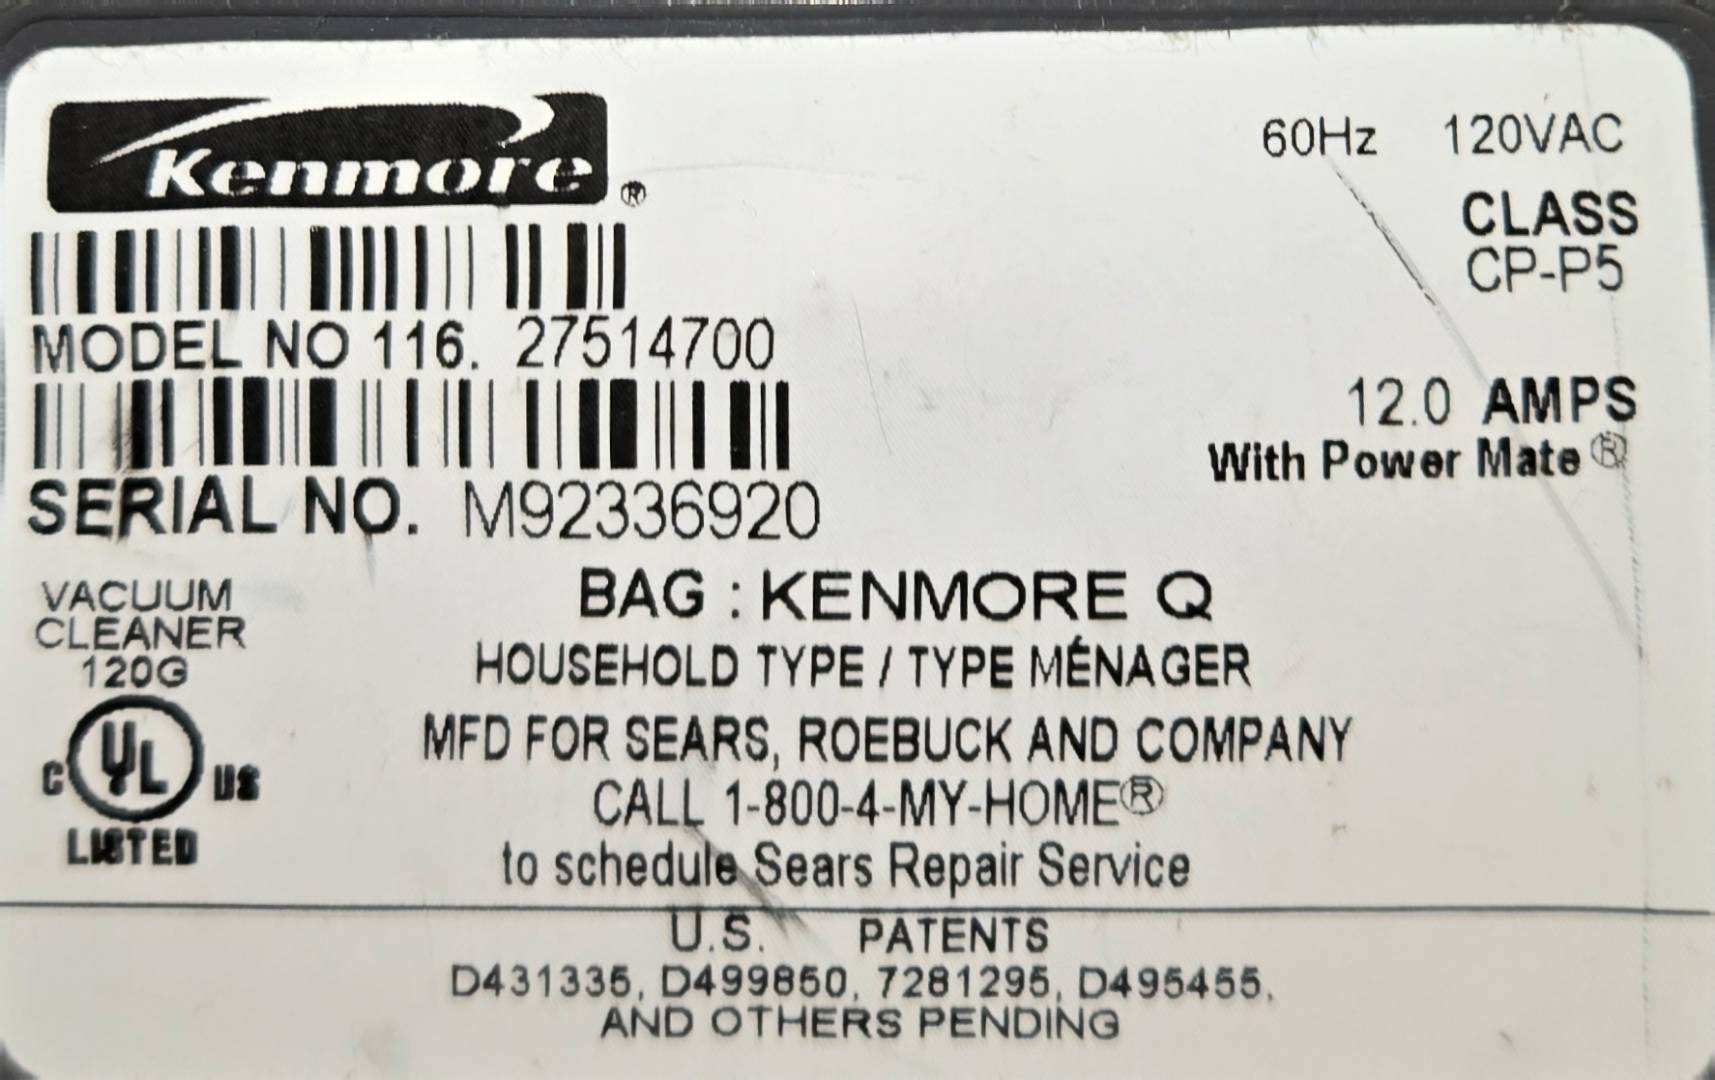 Kenmore®
60Hz 120VAC
CLASS
CP-P5
MODEL NO 116. 27514700
12.0 AMPS
With Power Mate®
SERIAL NO. M92336920
VACUUM
CLEANER
120G
C UL US
LISTED
BAG : KENMORE Q
HOUSEHOLD TYPE / TYPE MÉNAGER
MFD FOR SEARS, ROEBUCK AND COMPANY
CALL 1-800-4-MY-HOME®
to schedule Sears Repair Service
U.S. PATENTS
D431335, D499850, 7281295, D495455,
AND OTHERS PENDING